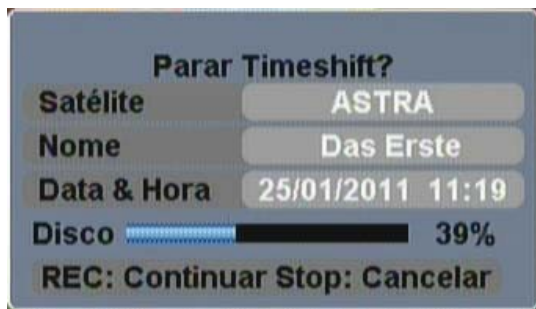 Parar Timeshift?
Satélite ASTRA
Nome Das Erste
Data & Hora 25/01/2011 11:19
Disco 39%
REC: Continuar Stop: Cancelar